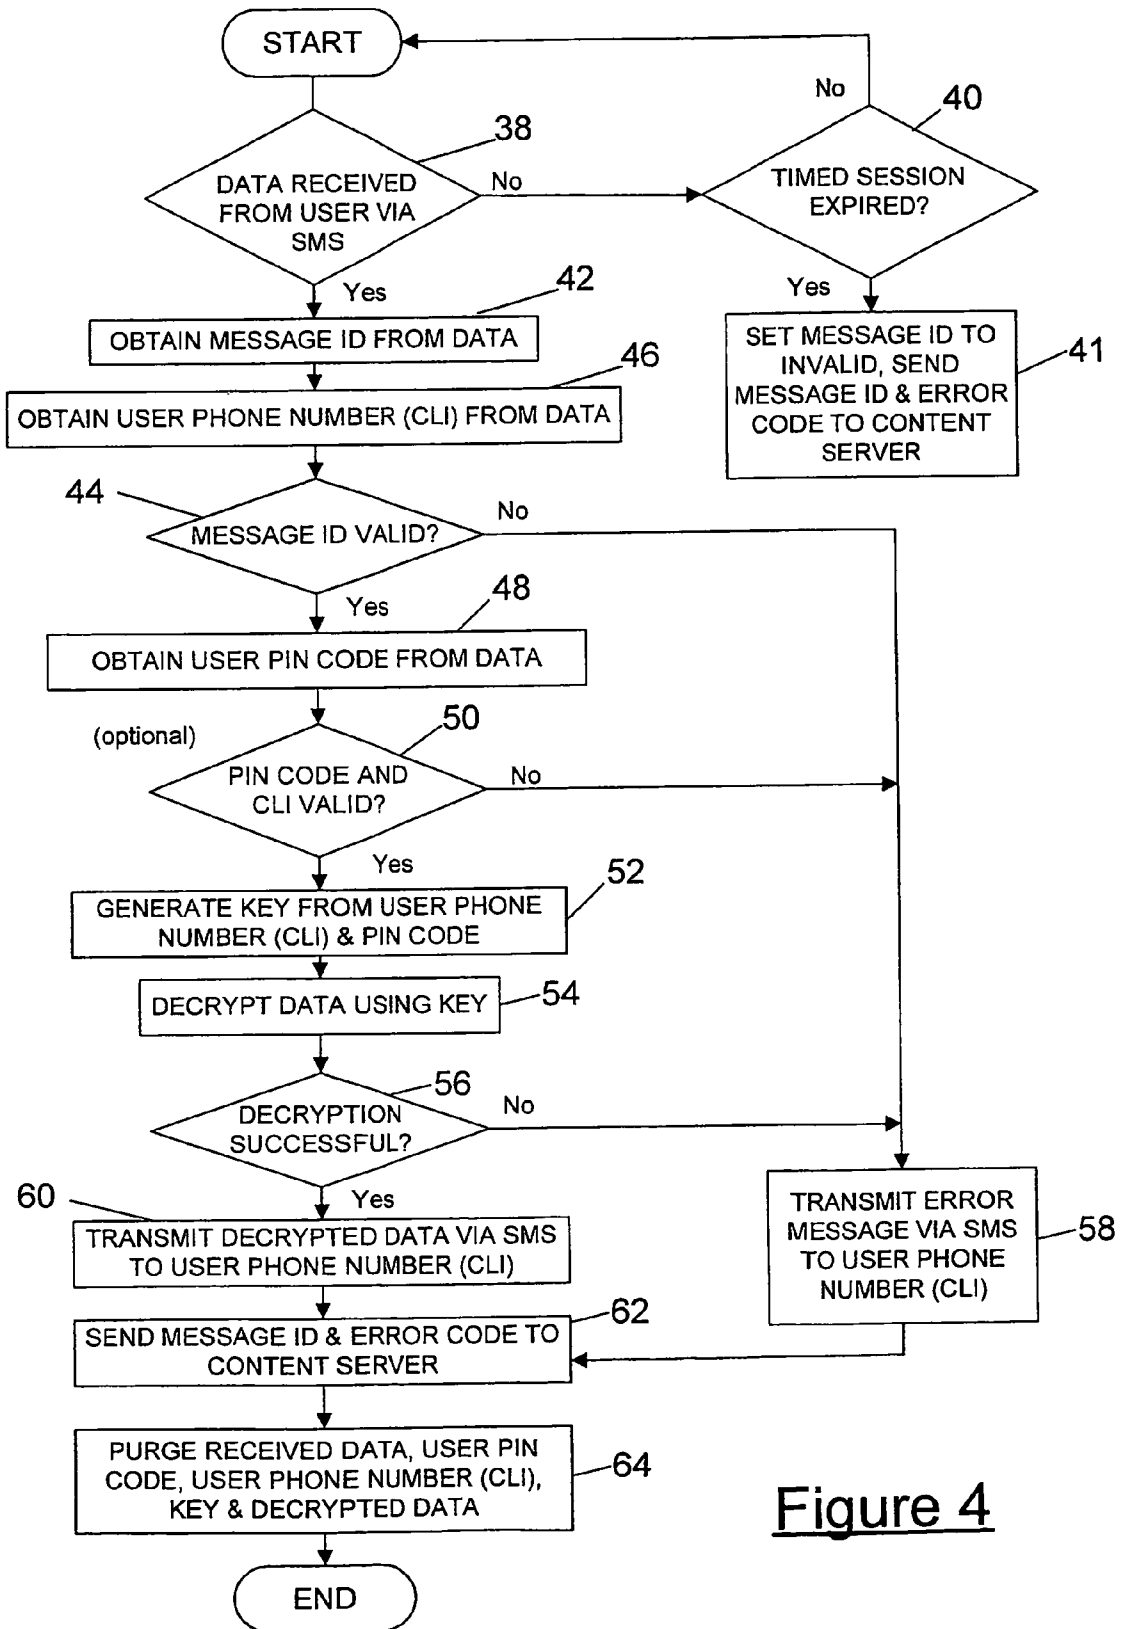 START
No
40
38
DATA RECEIVED
FROM USER VIA
SMS
No
TIMED SESSION
EXPIRED?
Yes
42
Yes
OBTAIN MESSAGE ID FROM DATA
SET MESSAGE ID TO
INVALID, SEND
MESSAGE ID & ERROR
CODE TO CONTENT
SERVER
41
46
OBTAIN USER PHONE NUMBER (CLI) FROM DATA
44
MESSAGE ID VALID?
No
Yes
48
OBTAIN USER PIN CODE FROM DATA
(optional)
50
PIN CODE AND
CLI VALID?
No
Yes
52
GENERATE KEY FROM USER PHONE
NUMBER (CLI) & PIN CODE
DECRYPT DATA USING KEY
54
56
DECRYPTION
SUCCESSFUL?
No
Yes
60
TRANSMIT DECRYPTED DATA VIA SMS
TO USER PHONE NUMBER (CLI)
TRANSMIT ERROR
MESSAGE VIA SMS
TO USER PHONE
NUMBER (CLI)
58
62
SEND MESSAGE ID & ERROR CODE TO
CONTENT SERVER
PURGE RECEIVED DATA, USER PIN
CODE, USER PHONE NUMBER (CLI),
KEY & DECRYPTED DATA
64
Figure 4
END